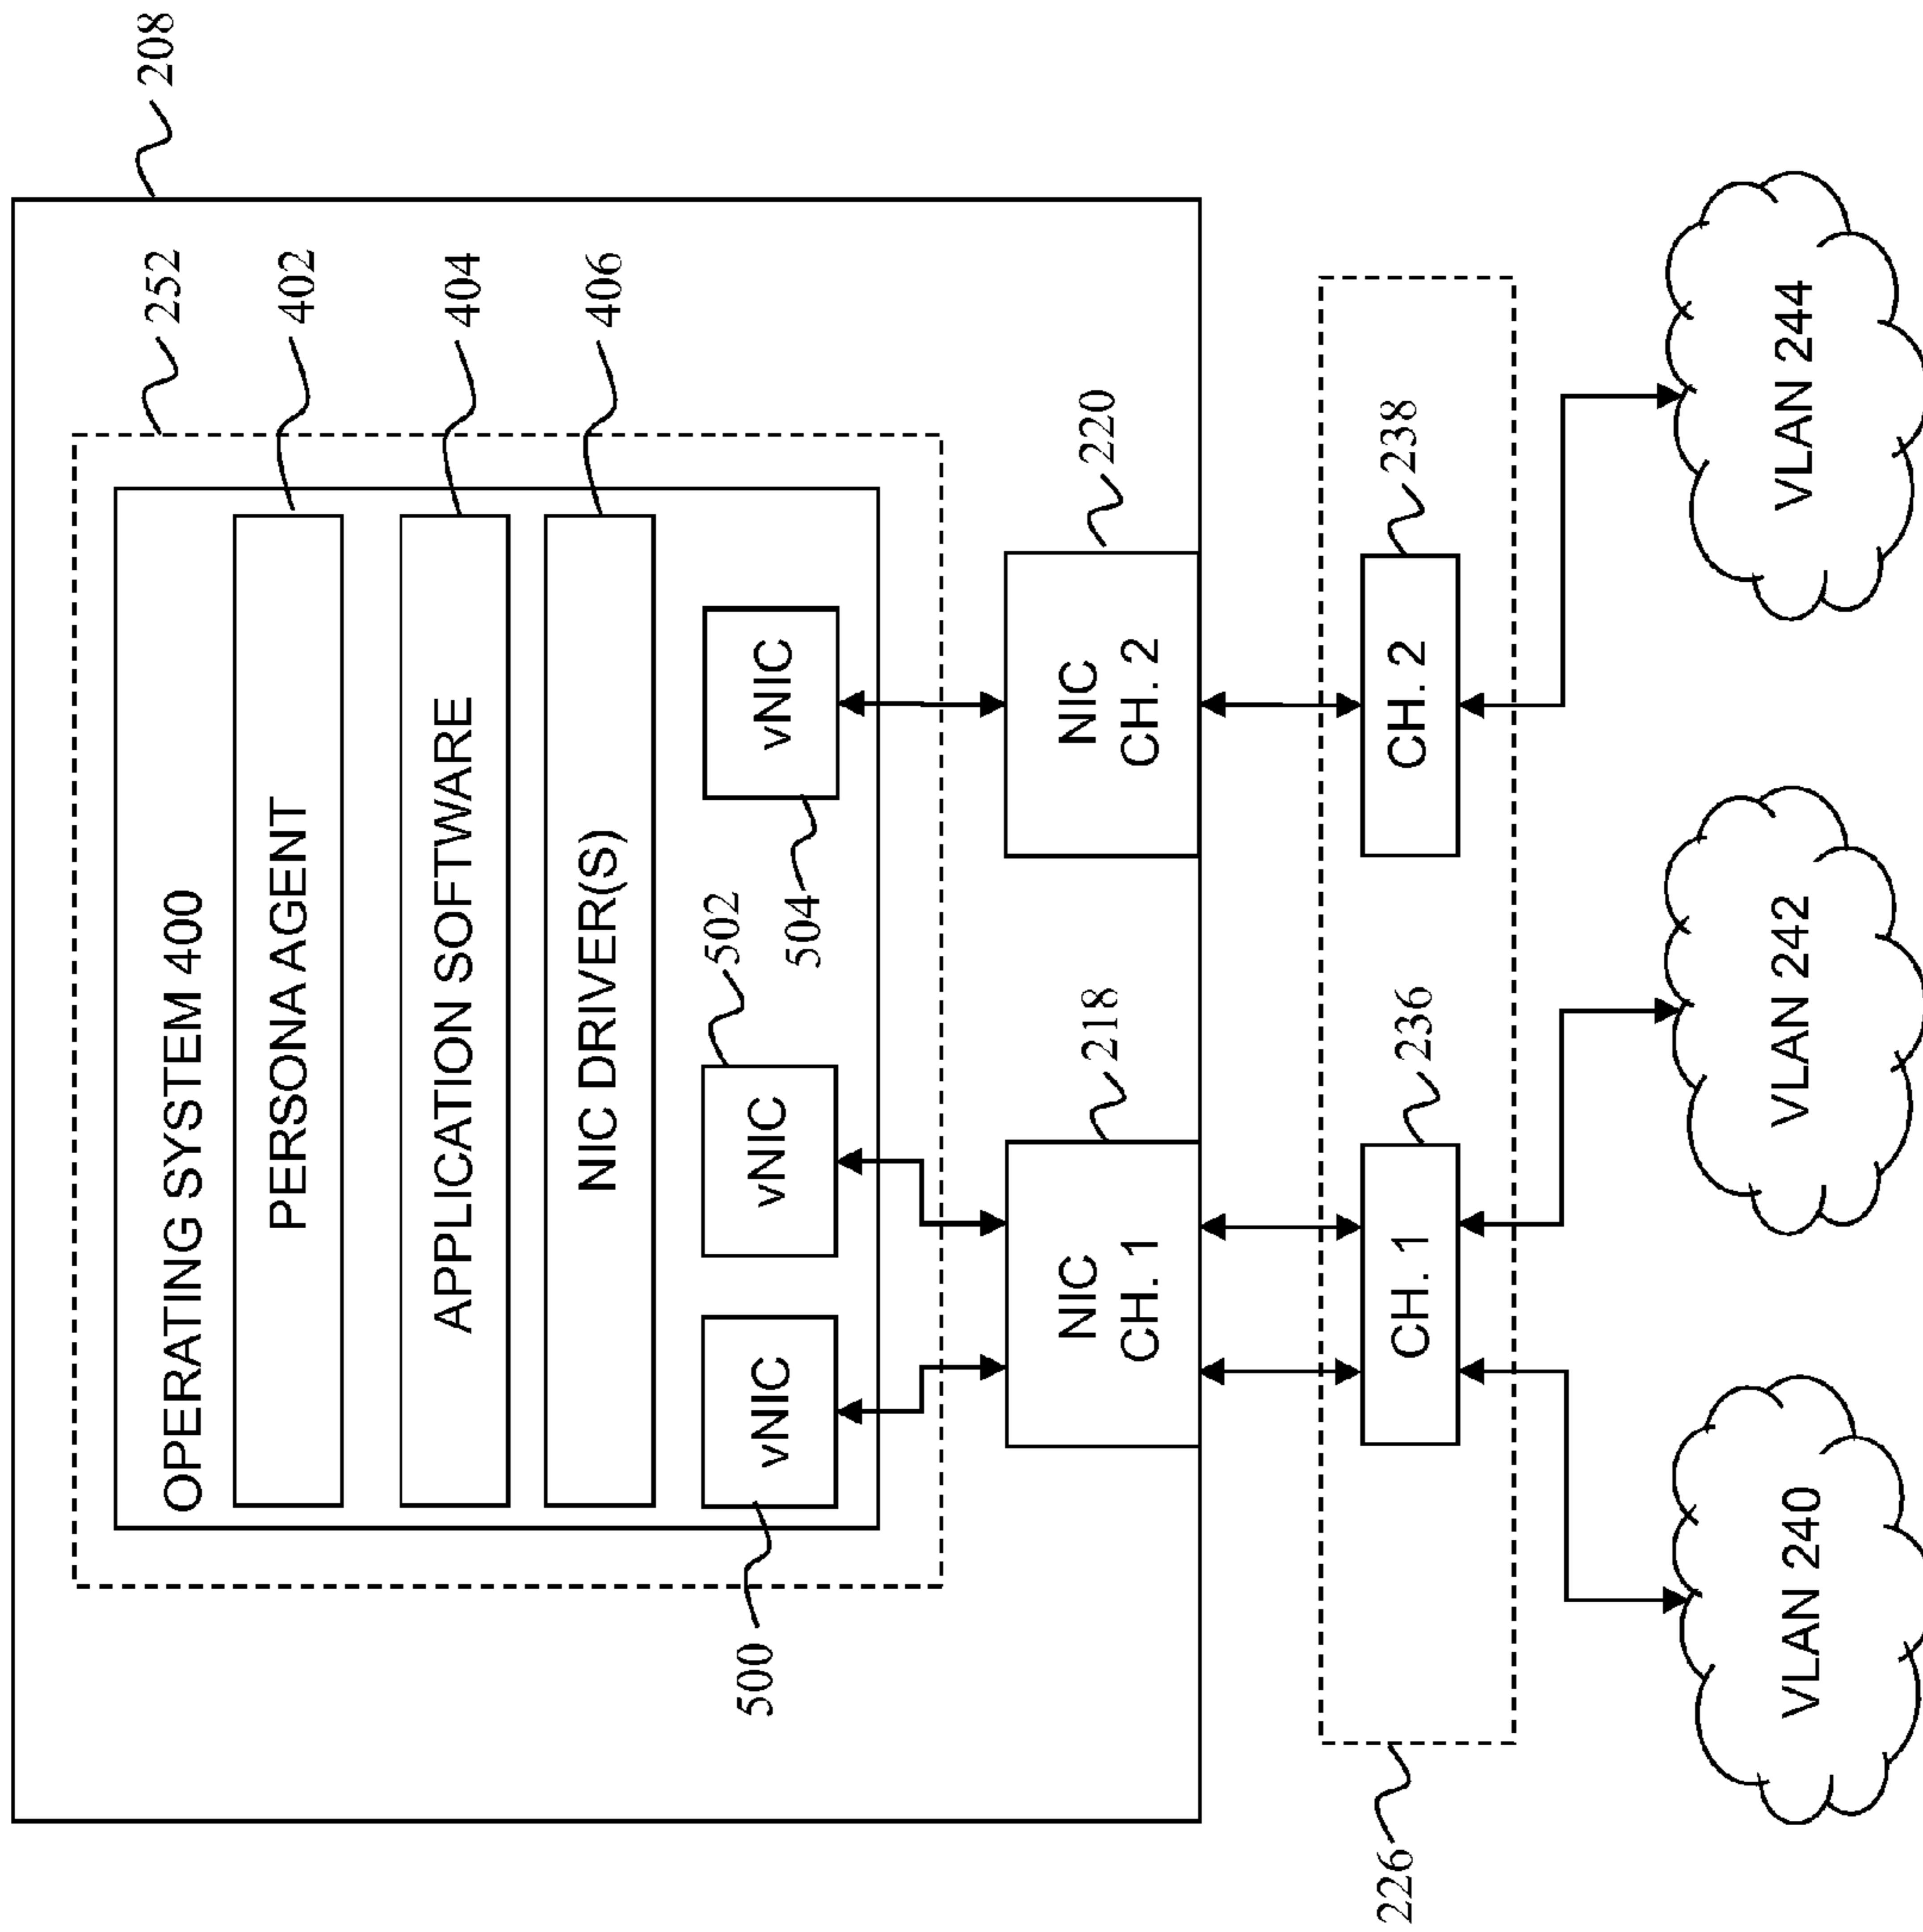 208
252
402
404
406
OPERATING SYSTEM 400
PERSONA AGENT
APPLICATION SOFTWARE
NIC DRIVER(S)
500
vNIC
vNIC
502
504
vNIC
NIC
CH. 1
218
NIC
CH. 2
220
226
CH. 1
236
CH. 2
238
VLAN 240
VLAN 242
VLAN 244